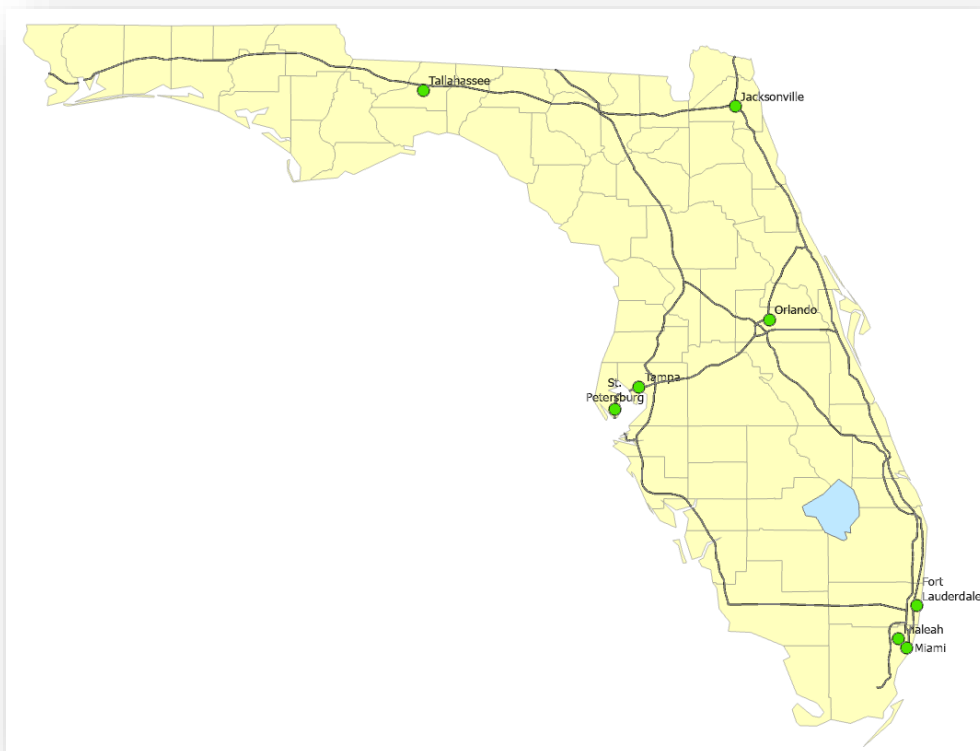 Tallahassee
Jacksonville
Orlando
Tampa
St.
Petersburg
Fort
Lauderdale
Miami